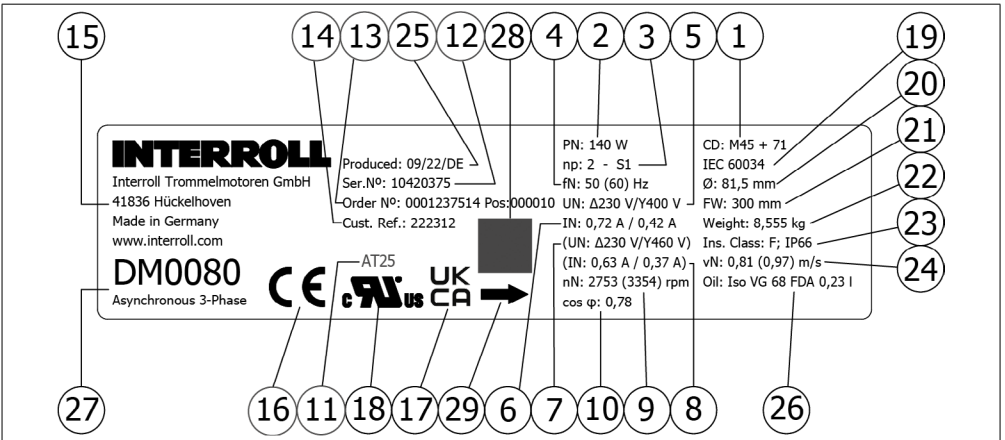 15 14 13 25 12 28 4 2 3 5 1 19
20
21
22
23
24
INTERROLL
Interroll Trommelmotoren GmbH
41836 Hückelhoven
Made in Germany
www.interroll.com
DM0080
Asynchronous 3-Phase
Produced: 09/22/DE
Ser.Nº: 10420375
Order Nº: 0001237514 Pos:000010
Cust. Ref.: 222312
AT25
CE
c RU US
UK
CA
PN: 140 W
np: 2 - S1
fN: 50 (60) Hz
UN: Δ230 V/Y400 V
IN: 0,72 A / 0,42 A
(UN: Δ230 V/Y460 V)
(IN: 0,63 A / 0,37 A)
nN: 2753 (3354) rpm
cos φ: 0,78
CD: M45 + 71
IEC 60034
Ø: 81,5 mm
FW: 300 mm
Weight: 8,555 kg
Ins. Class: F; IP66
vN: 0,81 (0,97) m/s
Oil: Iso VG 68 FDA 0,23 l
27 16 11 18 17 29 6 7 10 9 8 26